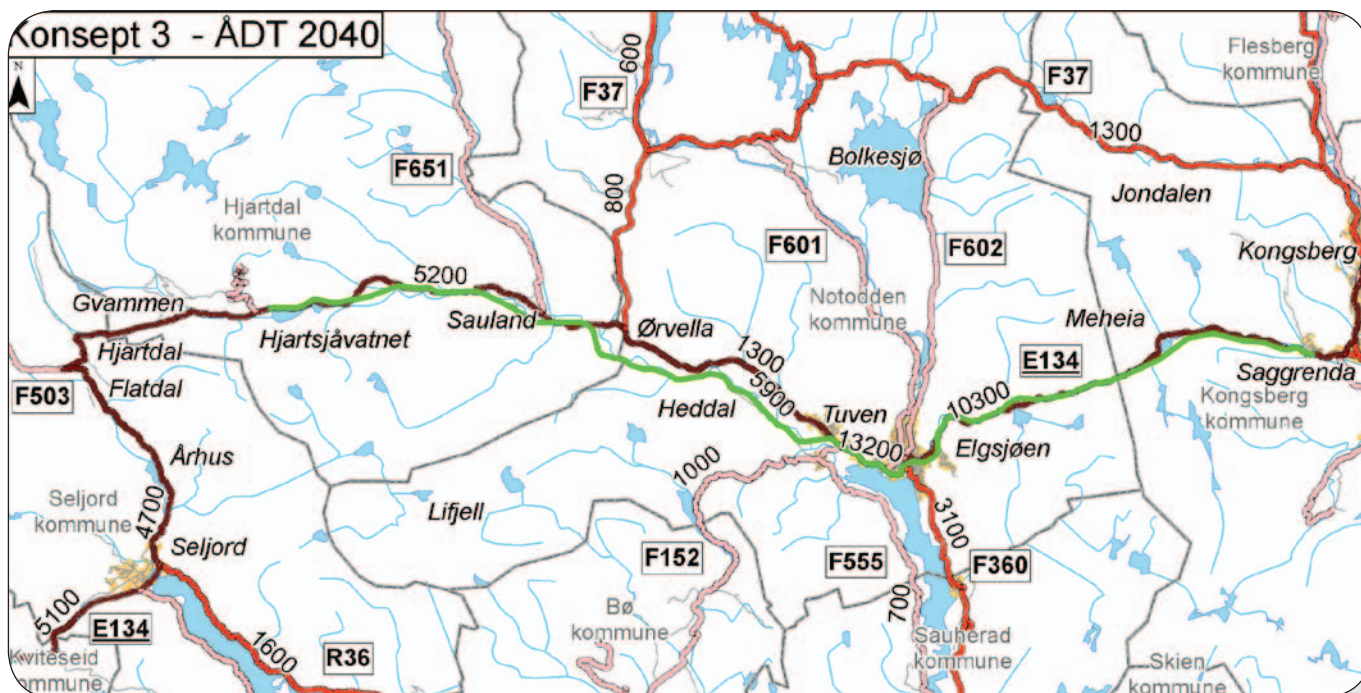 Konsept 3 - ÅDT 2040
N
600
F37
Flesberg
kommune
F37
1300
Bolkesjø
F651
800
Jondalen
Hjartdal
kommune
F601
F602
Kongsberg
5200
Gvammen
Notodden
kommune
Meheia
Sauland
Ørvella
Hjartsjåvatnet
Hjartdal
1300
E134
Saggrenda
F503
Flatdal
5900
Heddal
Tuven
10300
Kongsberg
kommune
13200
Elgsjøen
Århus
1000
Seljord
kommune
4700
Lifjell
3100
Seljord
F152
F555
F360
5100
Bø
kommune
700
E134
1600
R36
Sauherad
kommune
Kviteseid
kommune
Skien
kommune